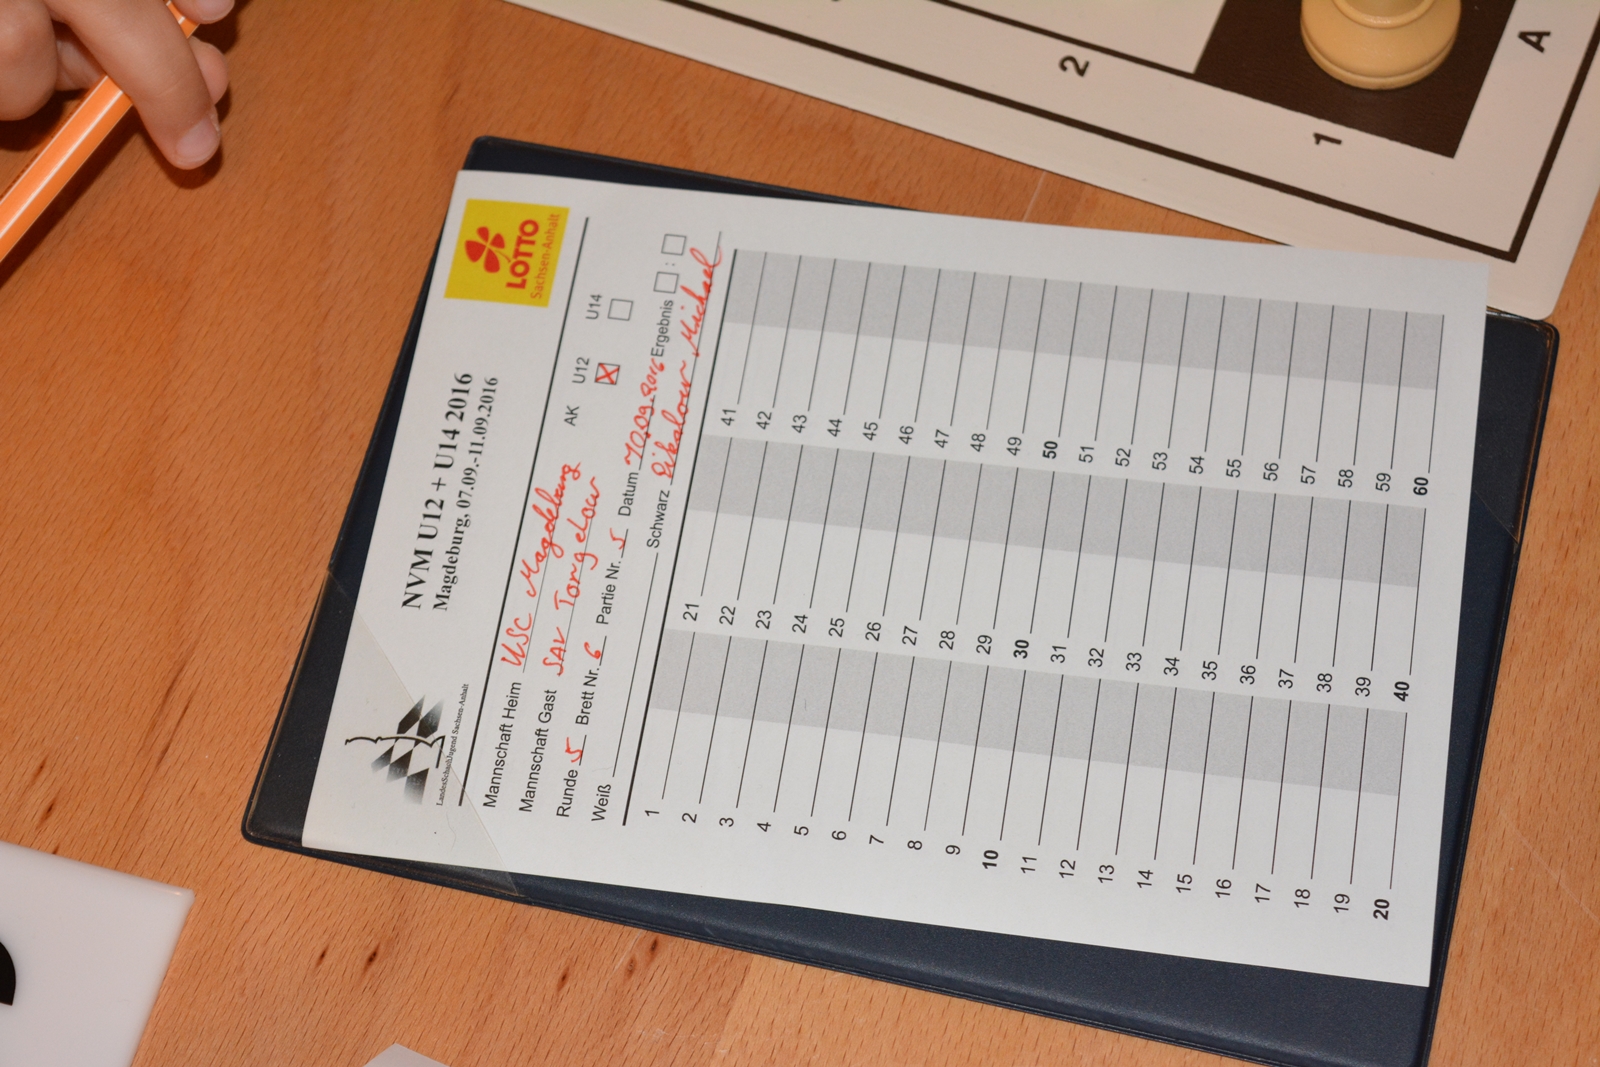 LandesSchachJugend Sachsen-Anhalt
NVM U12 + U14 2016
Magdeburg, 07.09.-11.09.2016
LOTTO
Sachsen-Anhalt
Mannschaft Heim USC Magdeburg
AK U12 U14
Mannschaft Gast SAV Torgelow
X
Runde 5 Brett Nr. 6 Partie Nr. 5 Datum 10.09.2016 Ergebnis :
Weiß Schwarz Michael
1 21 41
2 22 42
3 23 43
4 24 44
5 25 45
6 26 46
7 27 47
8 28 48
9 29 49
10 30 50
11 31 51
12 32 52
13 33 53
14 34 54
15 35 55
16 36 56
17 37 57
18 38 58
19 39 59
20 40 60
2
1
A